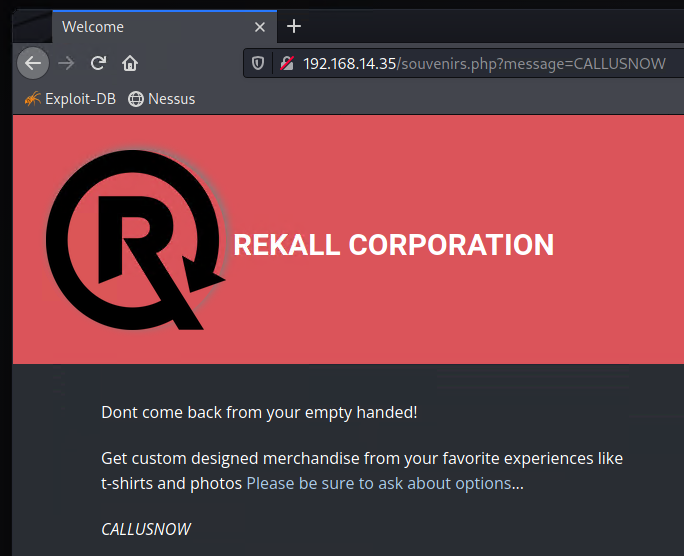 Welcome
192.168.14.35/souvenirs.php?message=CALLUSNOW
Exploit-DB Nessus
R
REKALL CORPORATION
Dont come back from your empty handed!
Get custom designed merchandise from your favorite experiences like
t-shirts and photos Please be sure to ask about options...
CALLUSNOW